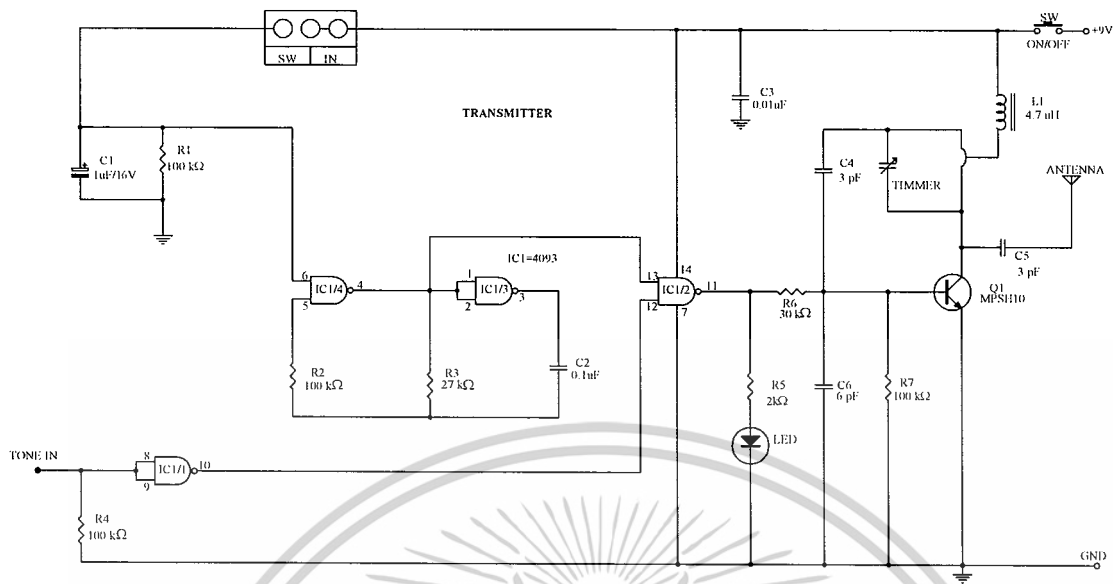 SW
IN
SW
ON/OFF
+9V
TRANSMITTER
C3
0.01uF
L1
4.7 uH
C1
1uF/16V
R1
100 kΩ
C4
3 pF
TIMMER
ANTENNA
IC1=4093
6
5
IC1/4
4
1
2
IC1/3
3
13
12
14
IC1/2
7
11
R6
30 kΩ
C5
3 pF
Q1
MPSH10
R2
100 kΩ
R3
27 kΩ
C2
0.1uF
R5
2kΩ
C6
6 pF
R7
100 kΩ
LED
TONE IN
8
9
IC1/1
10
R4
100 kΩ
GND